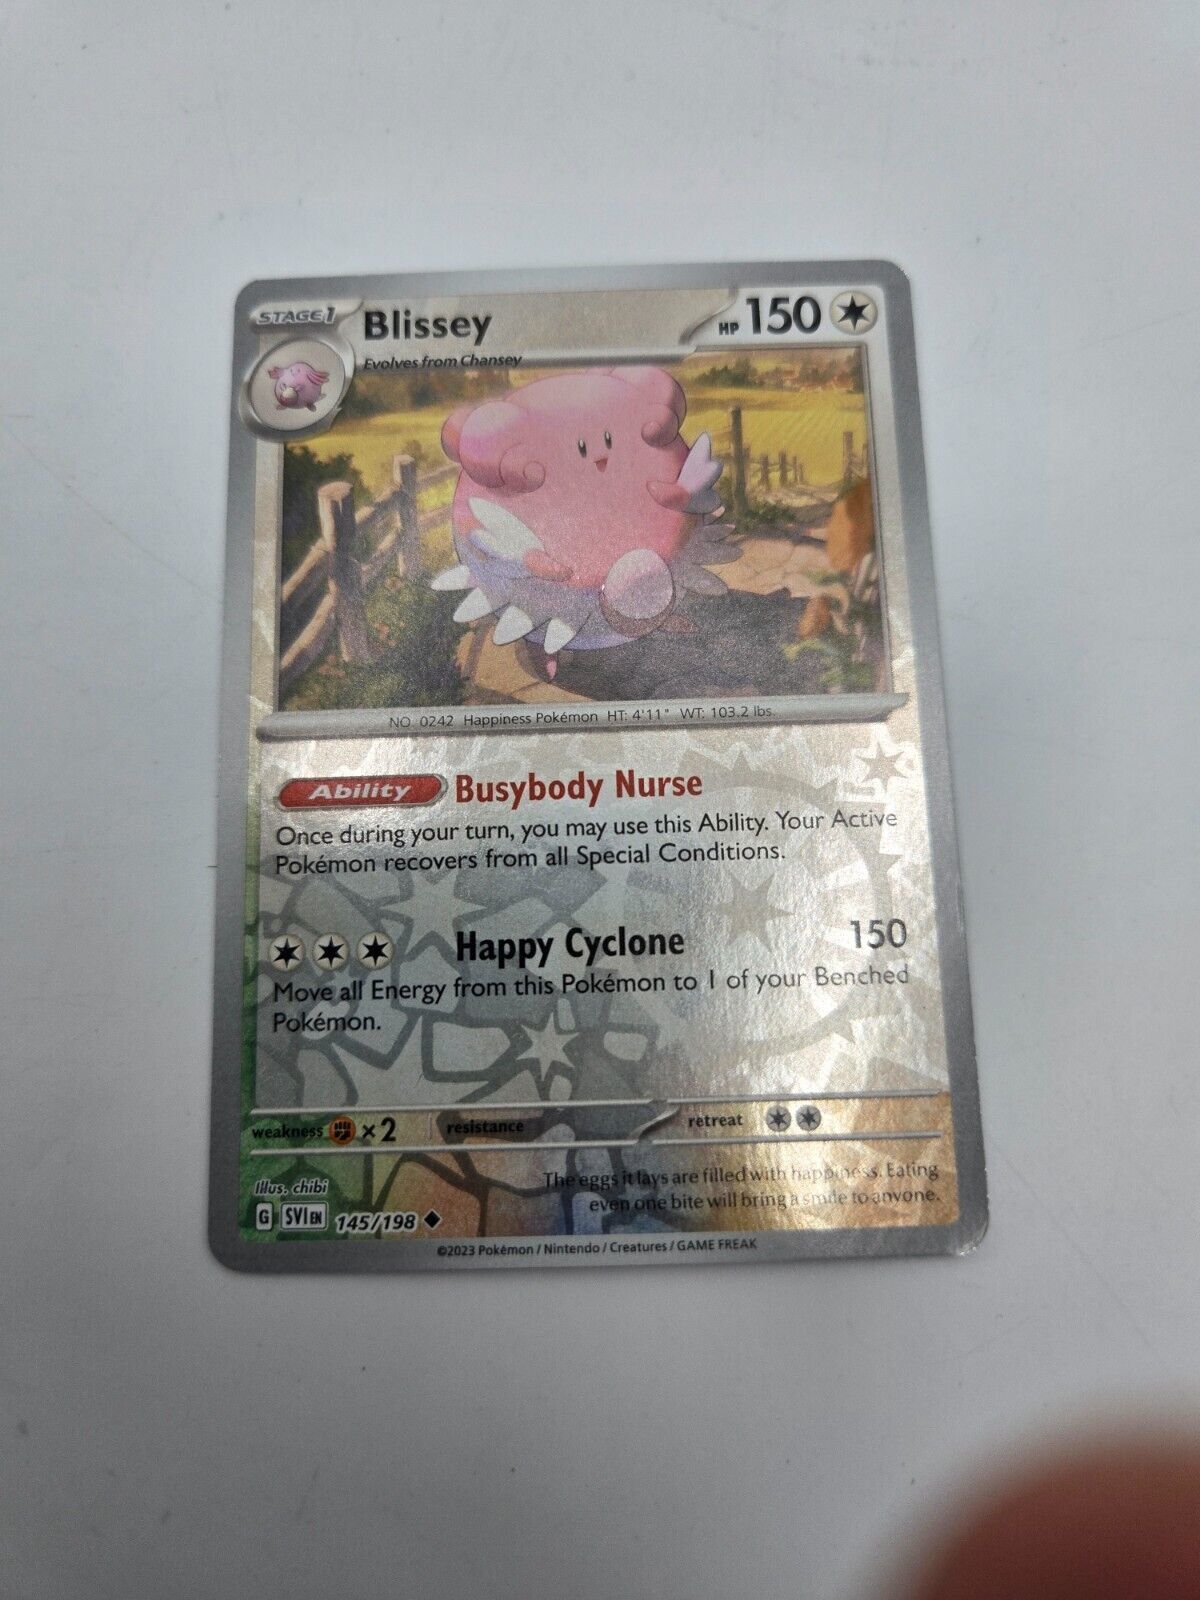 STAGE1 Blissey HP 150
Evolves from Chansey
NO. 0242 Happiness Pokémon HT: 4'11" WT: 103.2 lbs.
Ability Busybody Nurse
Once during your turn, you may use this Ability. Your Active
Pokémon recovers from all Special Conditions.
Happy Cyclone 150
Move all Energy from this Pokémon to 1 of your Benched
Pokémon.
weakness ×2 resistance retreat
The eggs it lays are filled with happiness. Eating
even one bite will bring a smile to anyone.
Illus. chibi
G SVI EN 145/198
©2023 Pokémon / Nintendo / Creatures / GAME FREAK